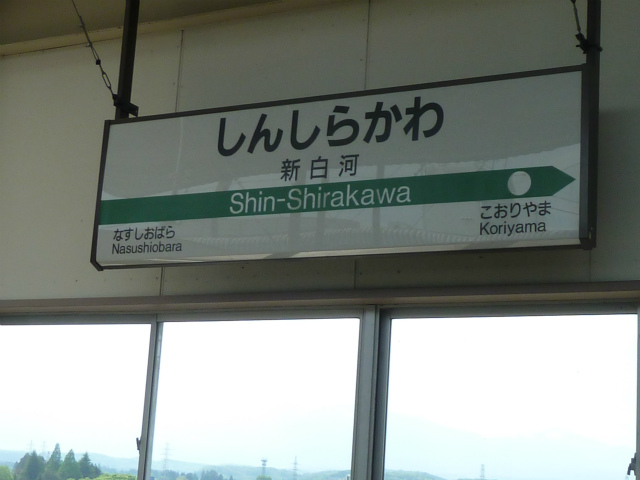 しんしらかわ
新白河
Shin-Shirakawa
なすしおばら
Nasushiobara
こおりやま
Koriyama